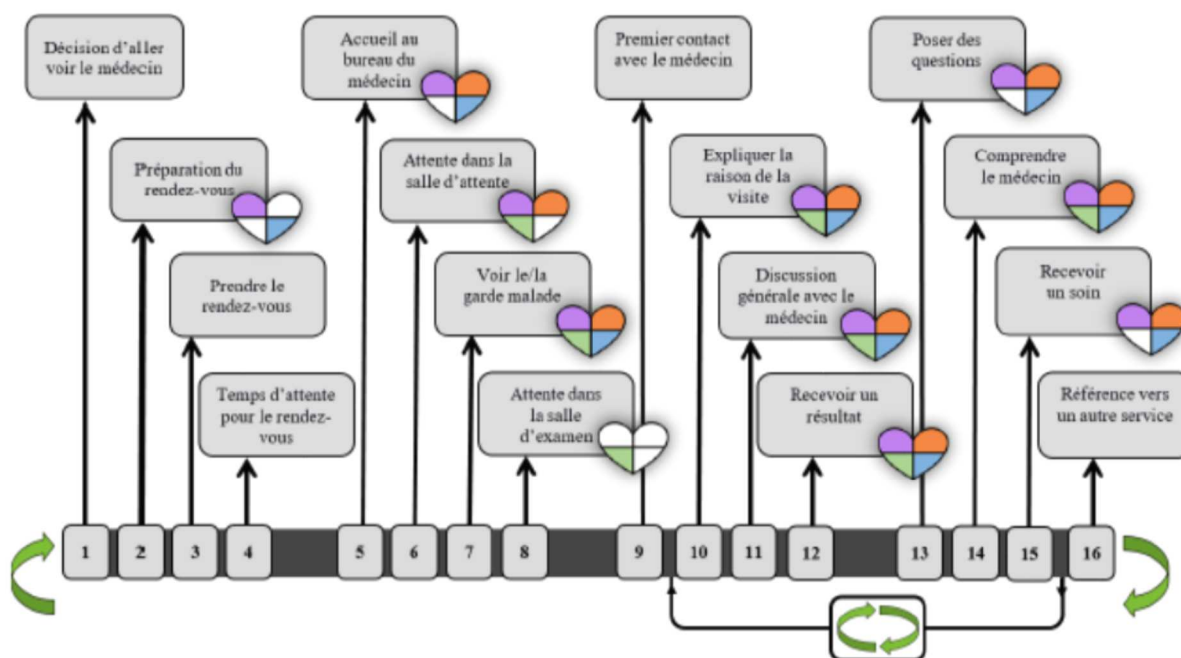 Décision d'aller
voir le médecin
Préparation du
rendez-vous
Prendre le
rendez-vous
Temps d'attente
pour le rendez-
vous
Accueil au
bureau du
médecin
Attente dans la
salle d'attente
Voir le/la
garde malade
Attente dans
la salle
d'examen
Premier contact
avec le médecin
Expliquer la
raison de la
visite
Discussion
générale avec le
médecin
Recevoir un
résultat
Poser des
questions
Comprendre
le médecin
Recevoir
un soin
Référence vers
un autre service
1 2 3 4 5 6 7 8 9 10 11 12 13 14 15 16